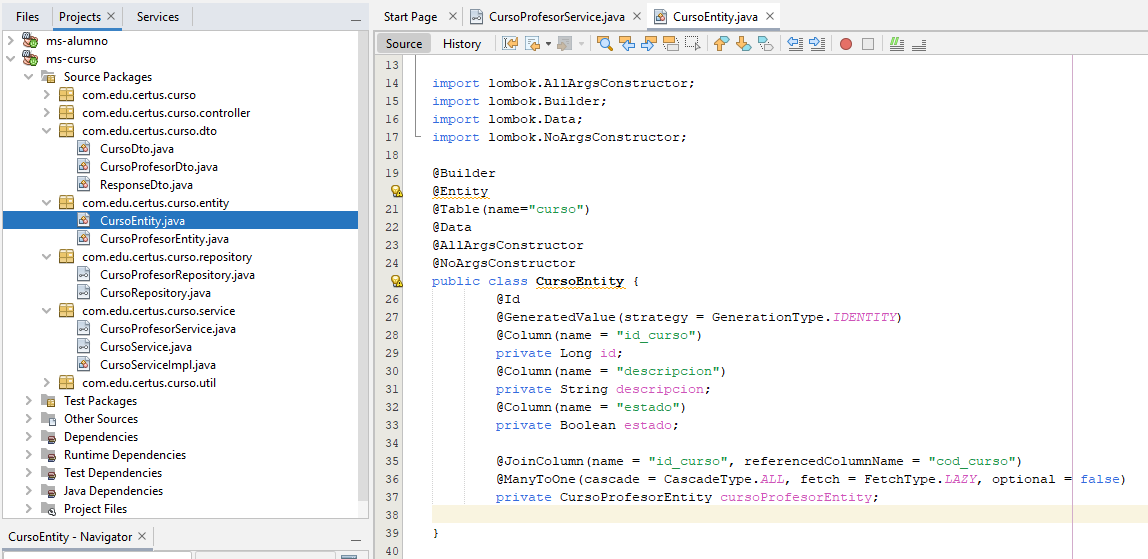 Files Projects Services
ms-alumno
ms-curso
Source Packages
com.edu.certus.curso
com.edu.certus.curso.controller
com.edu.certus.curso.dto
CursoDto.java
CursoProfesorDto.java
ResponseDto.java
com.edu.certus.curso.entity
CursoEntity.java
CursoProfesorEntity.java
com.edu.certus.curso.repository
CursoProfesorRepository.java
CursoRepository.java
com.edu.certus.curso.service
CursoProfesorService.java
CursoService.java
CursoServiceImpl.java
com.edu.certus.curso.util
Test Packages
Other Sources
Dependencies
Runtime Dependencies
Test Dependencies
Java Dependencies
Project Files
CursoEntity - Navigator
Start Page CursoProfesorService.java CursoEntity.java
Source History
13
14 import lombok.AllArgsConstructor;
15 import lombok.Builder;
16 import lombok.Data;
17 import lombok.NoArgsConstructor;
18
19 @Builder
@Entity
21 @Table(name="curso")
22 @Data
23 @AllArgsConstructor
24 @NoArgsConstructor
public class CursoEntity {
26 @Id
27 @GeneratedValue(strategy = GenerationType.IDENTITY)
28 @Column(name = "id_curso")
29 private Long id;
30 @Column(name = "descripcion")
31 private String descripcion;
32 @Column(name = "estado")
33 private Boolean estado;
34
35 @JoinColumn(name = "id_curso", referencedColumnName = "cod_curso")
36 @ManyToOne(cascade = CascadeType.ALL, fetch = FetchType.LAZY, optional = false)
37 private CursoProfesorEntity cursoProfesorEntity;
38
39 }
40